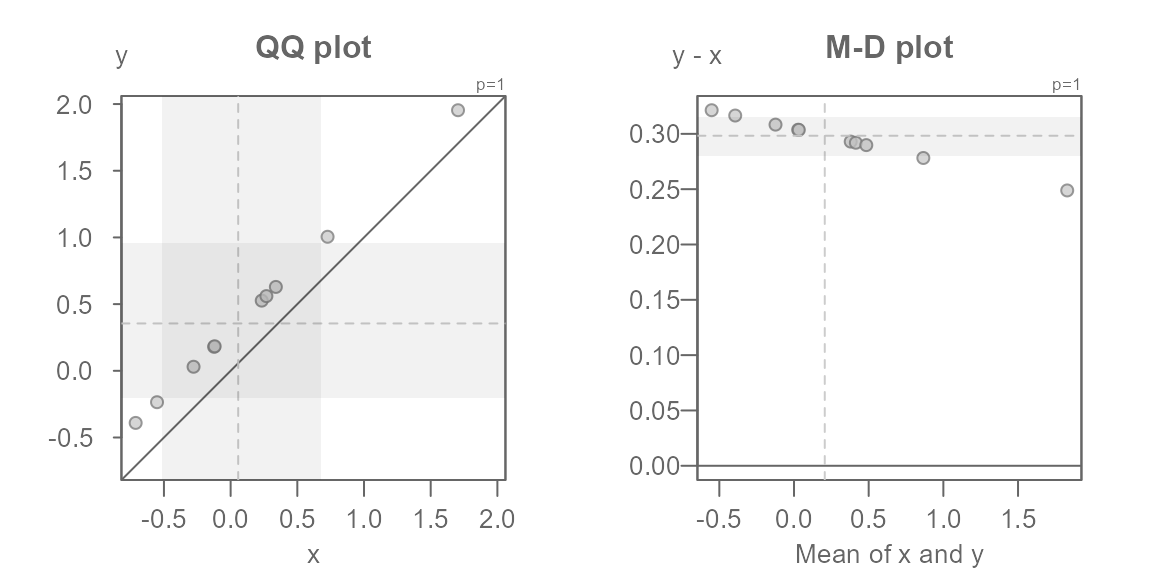 QQ plot
y
p=1
2.0
1.5
1.0
0.5
0.0
-0.5
-0.5 0.0 0.5 1.0 1.5 2.0
x
M-D plot
y - x
p=1
0.30
0.25
0.20
0.15
0.10
0.05
0.00
-0.5 0.0 0.5 1.0 1.5
Mean of x and y